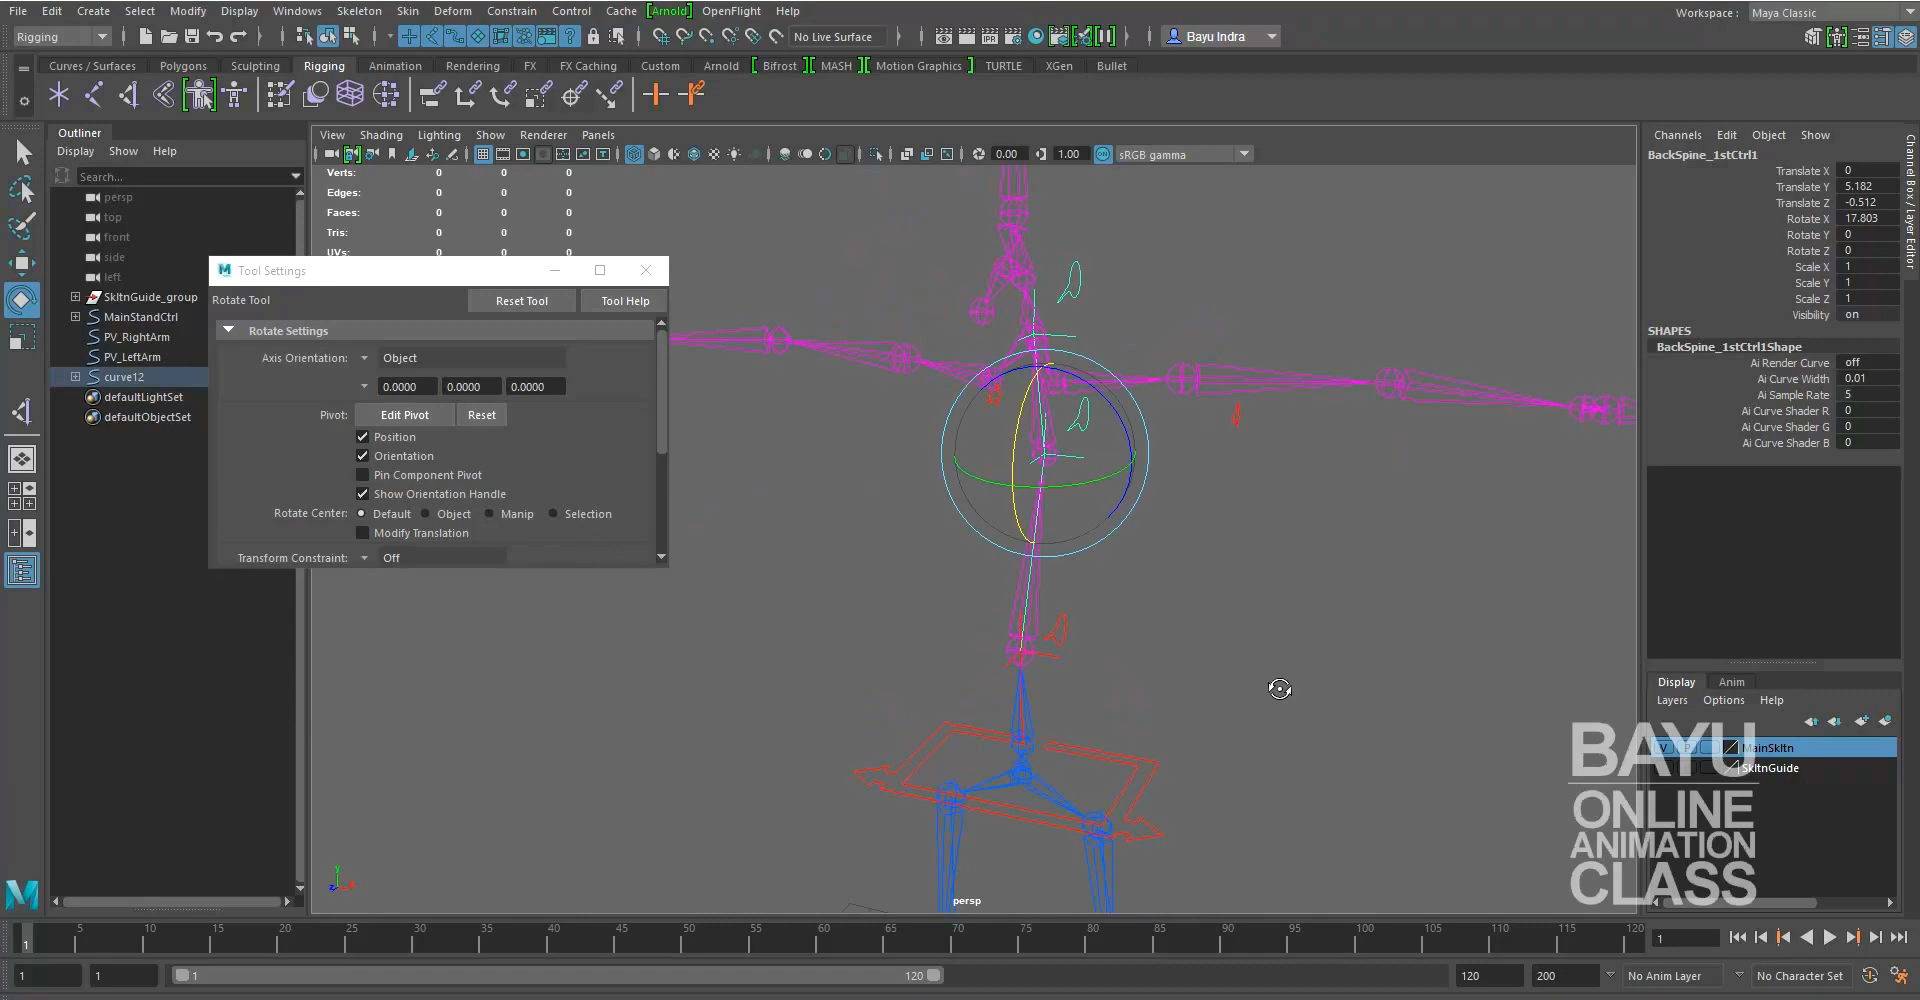 File Edit Create Select Modify Display Windows Skeleton Skin Deform Constrain Control Cache Arnold OpenFlight Help
Workspace : Maya Classic
Rigging
No Live Surface
Bayu Indra
Curves / Surfaces Polygons Sculpting Rigging Animation Rendering FX FX Caching Custom Arnold Bifrost MASH Motion Graphics TURTLE XGen Bullet
IPR
Outliner
Display Show Help
Search...
persp
top
front
side
left
SkltnGuide_group
MainStandCtrl
PV_RightArm
PV_LeftArm
curve12
defaultLightSet
defaultObjectSet
View Shading Lighting Show Renderer Panels
0.00 1.00 sRGB gamma
Verts: 0 0 0
Edges: 0 0 0
Faces: 0 0 0
Tris: 0 0 0
UVs: 0 0 0
Tool Settings
Rotate Tool
Reset Tool Tool Help
Rotate Settings
Axis Orientation: Object
0.0000 0.0000 0.0000
Pivot: Edit Pivot Reset
Position
Orientation
Pin Component Pivot
Show Orientation Handle
Rotate Center: Default Object Manip Selection
Modify Translation
Transform Constraint: Off
persp
Channels Edit Object Show
BackSpine_1stCtrl1
Translate X 0
Translate Y 5.182
Translate Z -0.512
Rotate X 17.803
Rotate Y 0
Rotate Z 0
Scale X 1
Scale Y 1
Scale Z 1
Visibility on
SHAPES
BackSpine_1stCtrl1Shape
Ai Render Curve off
Ai Curve Width 0.01
Ai Sample Rate 5
Ai Curve Shader R 0
Ai Curve Shader G 0
Ai Curve Shader B 0
Channel Box / Layer Editor
Display Anim
Layers Options Help
V P MainSkltn
SkltnGuide
BAYU
ONLINE
ANIMATION
CLASS
1 5 10 15 20 25 30 35 40 45 50 55 60 65 70 75 80 85 90 95 100 105 110 115 120
1
1 1 1 120 120 200 No Anim Layer No Character Set